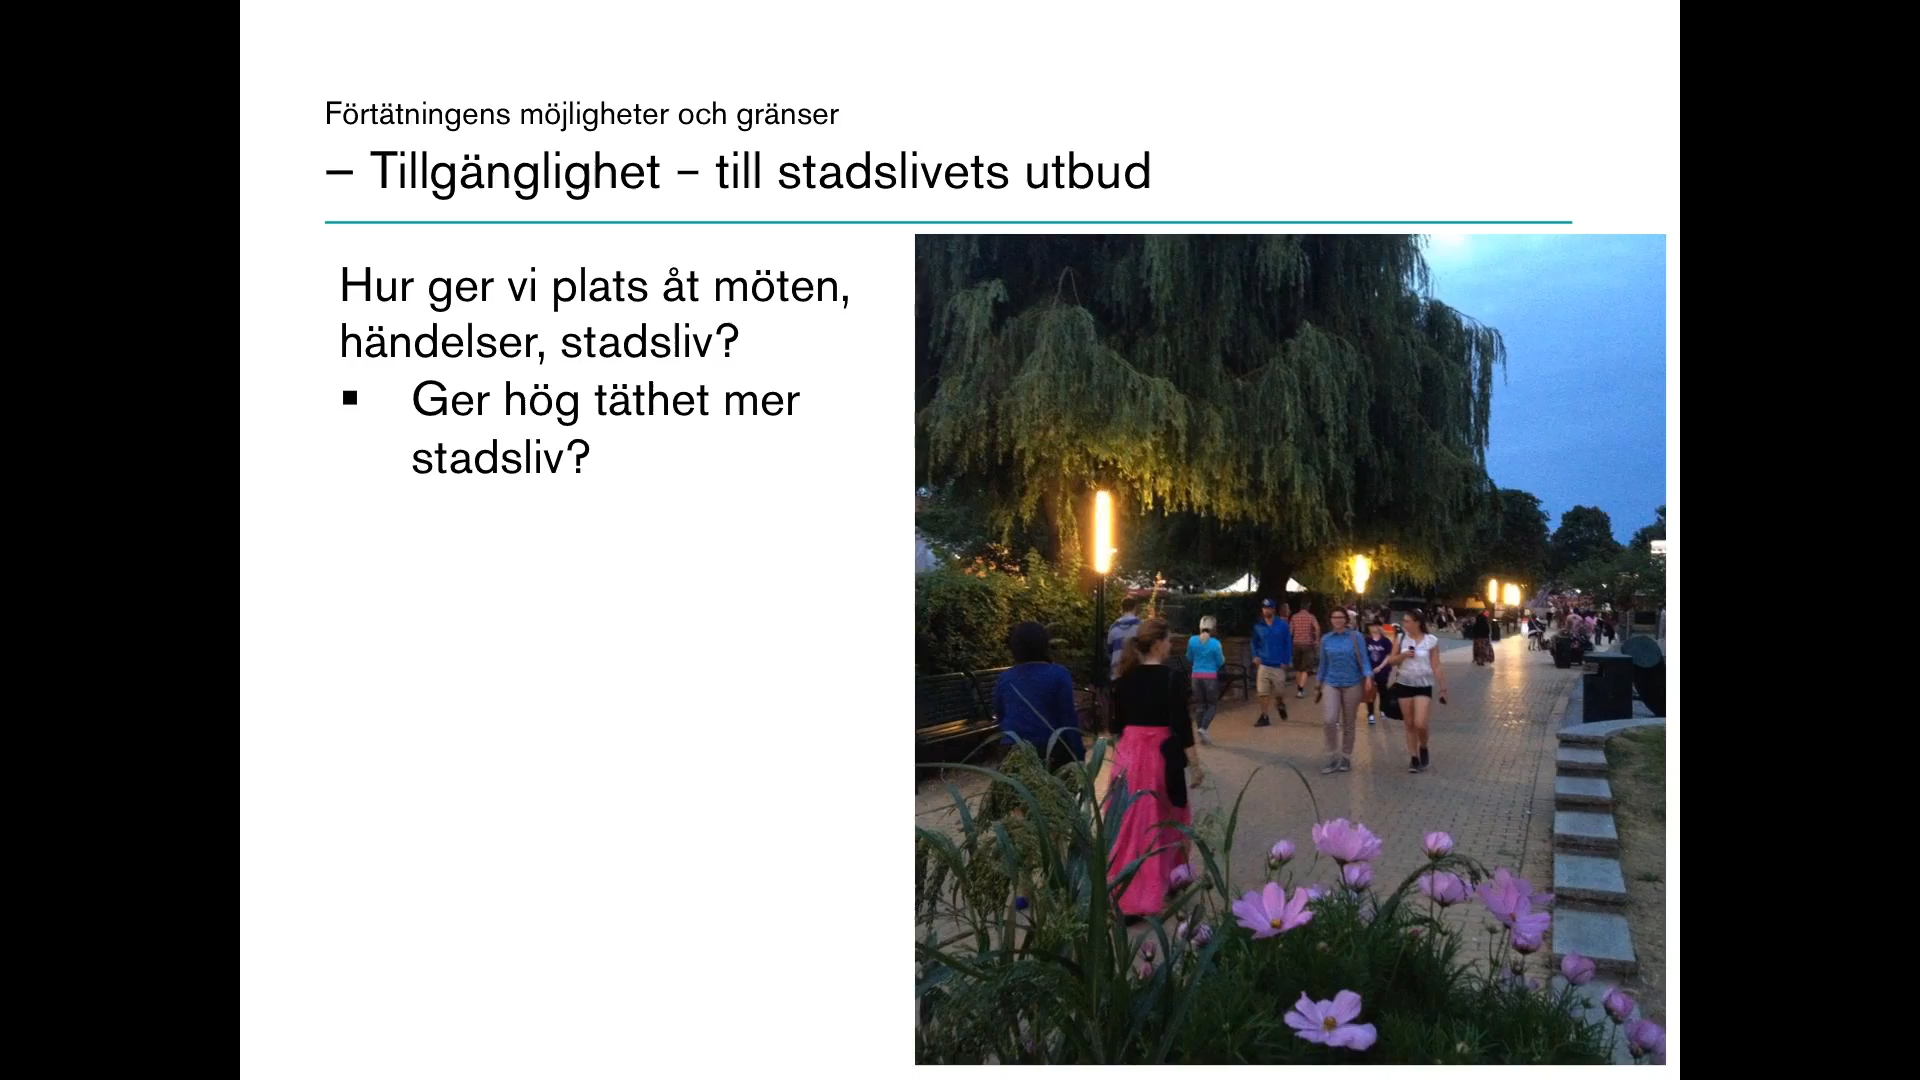 Förtätningens möjligheter och gränser
– Tillgänglighet – till stadslivets utbud
Hur ger vi plats åt möten,
händelser, stadsliv?
▪ Ger hög täthet mer
stadsliv?